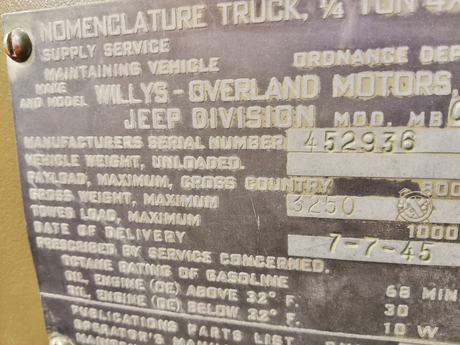 NOMENCLATURE TRUCK, ¼ TON 4X
SUPPLY SERVICE ORDNANCE DEP
MAINTAINING VEHICLE
MAKE AND MODEL WILLYS-OVERLAND MOTORS,
JEEP DIVISION MOD. MB
MANUFACTURERS SERIAL NUMBER 452936
VEHICLE WEIGHT, UNLOADED.
PAYLOAD, MAXIMUM, CROSS COUNTRY 800
GROSS WEIGHT, MAXIMUM 3250
TOWED LOAD, MAXIMUM 1000
DATE OF DELIVERY 7-7-45
PRESCRIBED BY SERVICE CONCERNED.
OCTANE RATING OF GASOLINE 68 MIN.
OIL, ENGINE (OE) ABOVE 32° F. 30
OIL, ENGINE (OE) BELOW 32° F. 10 W.
PUBLICATIONS PARTS LIST
OPERATOR'S MANUAL